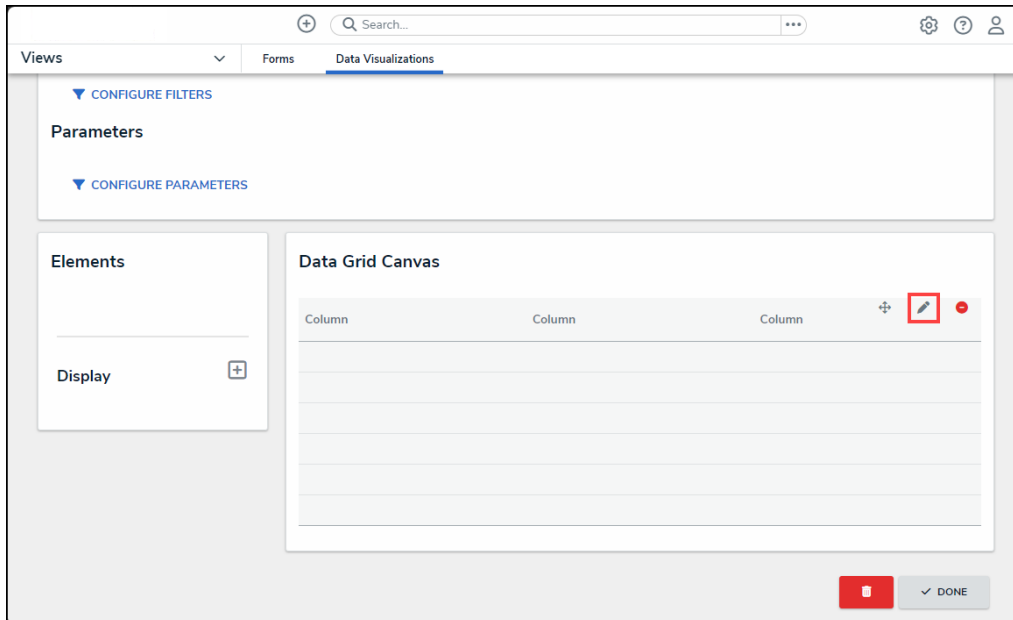 Search...
Views
Forms
Data Visualizations
CONFIGURE FILTERS
Parameters
CONFIGURE PARAMETERS
Elements
Data Grid Canvas
Column
Column
Column
Display
DONE